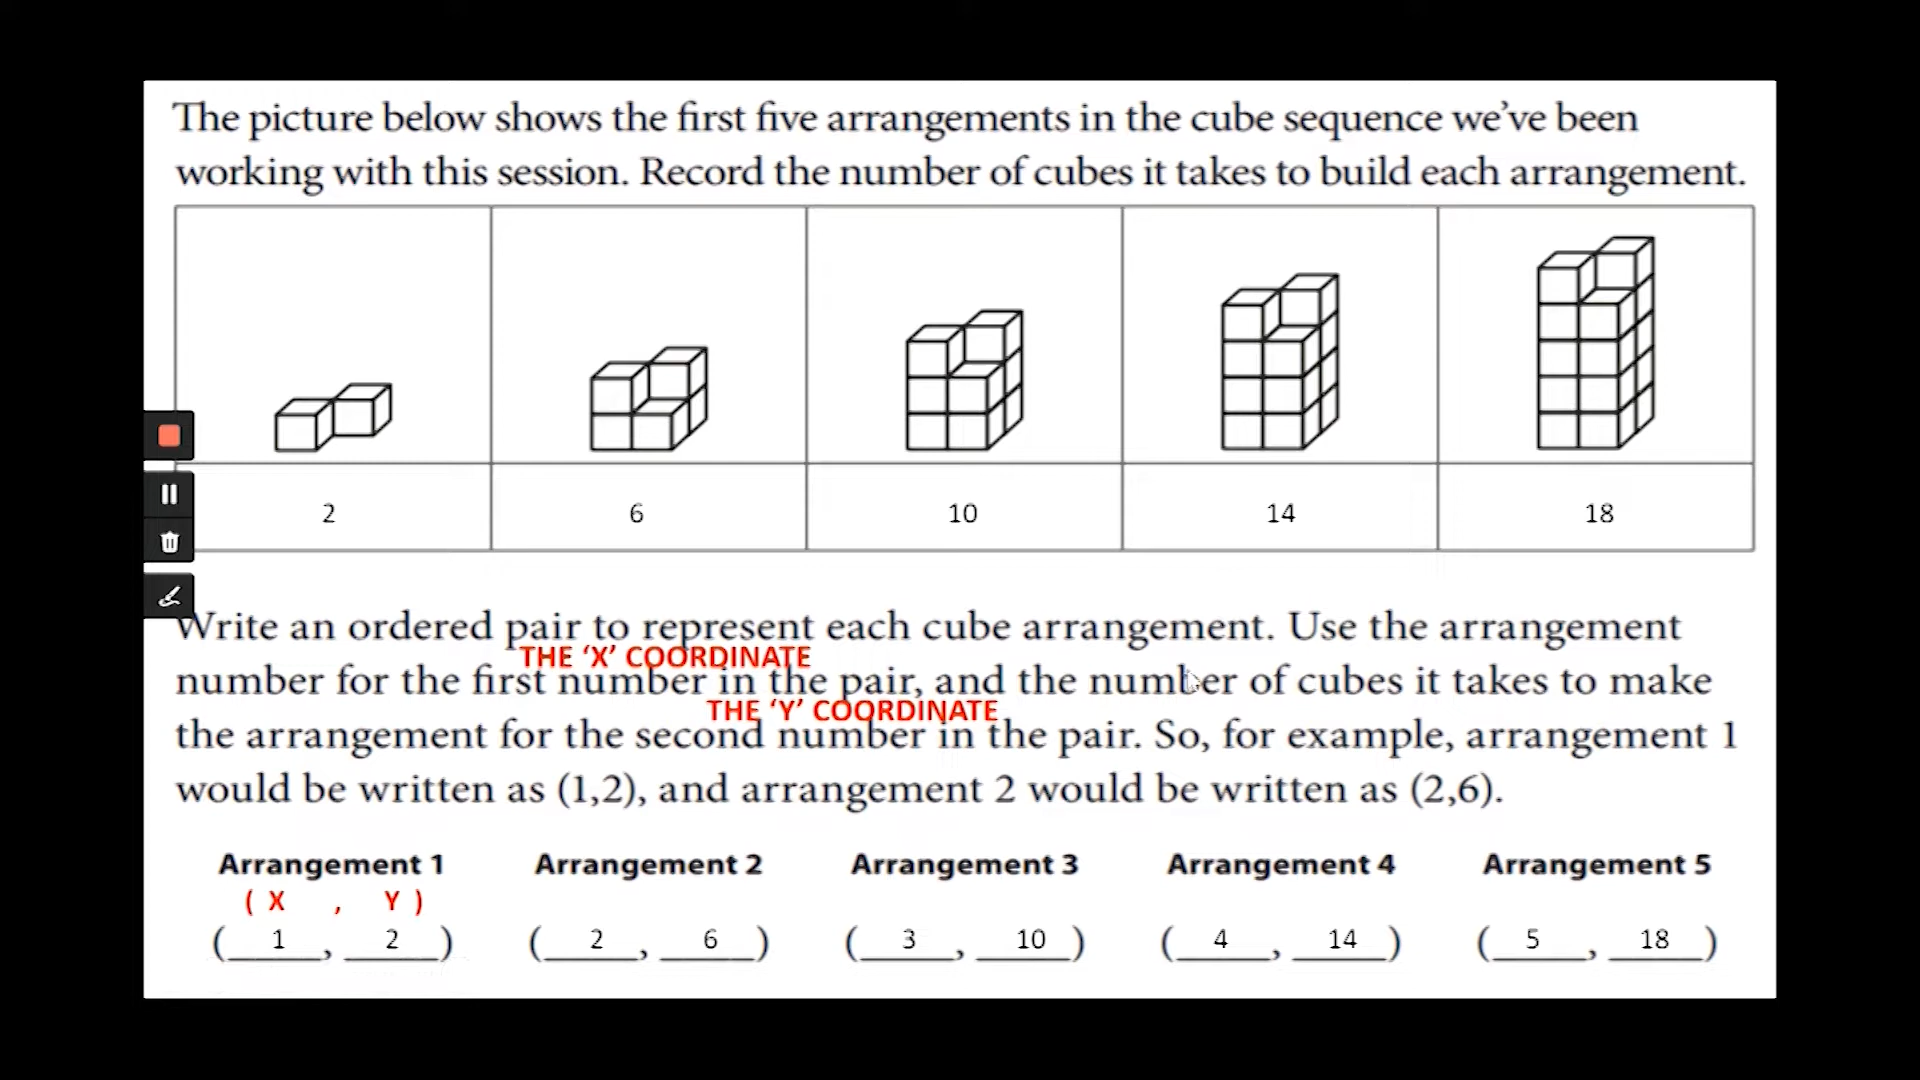 The picture below shows the first five arrangements in the cube sequence we’ve been
working with this session. Record the number of cubes it takes to build each arrangement.
2 6 10 14 18
Write an ordered pair to represent each cube arrangement. Use the arrangement
THE ‘X’ COORDINATE
number for the first number in the pair, and the number of cubes it takes to make
THE ‘Y’ COORDINATE
the arrangement for the second number in the pair. So, for example, arrangement 1
would be written as (1,2), and arrangement 2 would be written as (2,6).
Arrangement 1 Arrangement 2 Arrangement 3 Arrangement 4 Arrangement 5
( X , Y )
(1, 2) (2, 6) (3, 10) (4, 14) (5, 18)